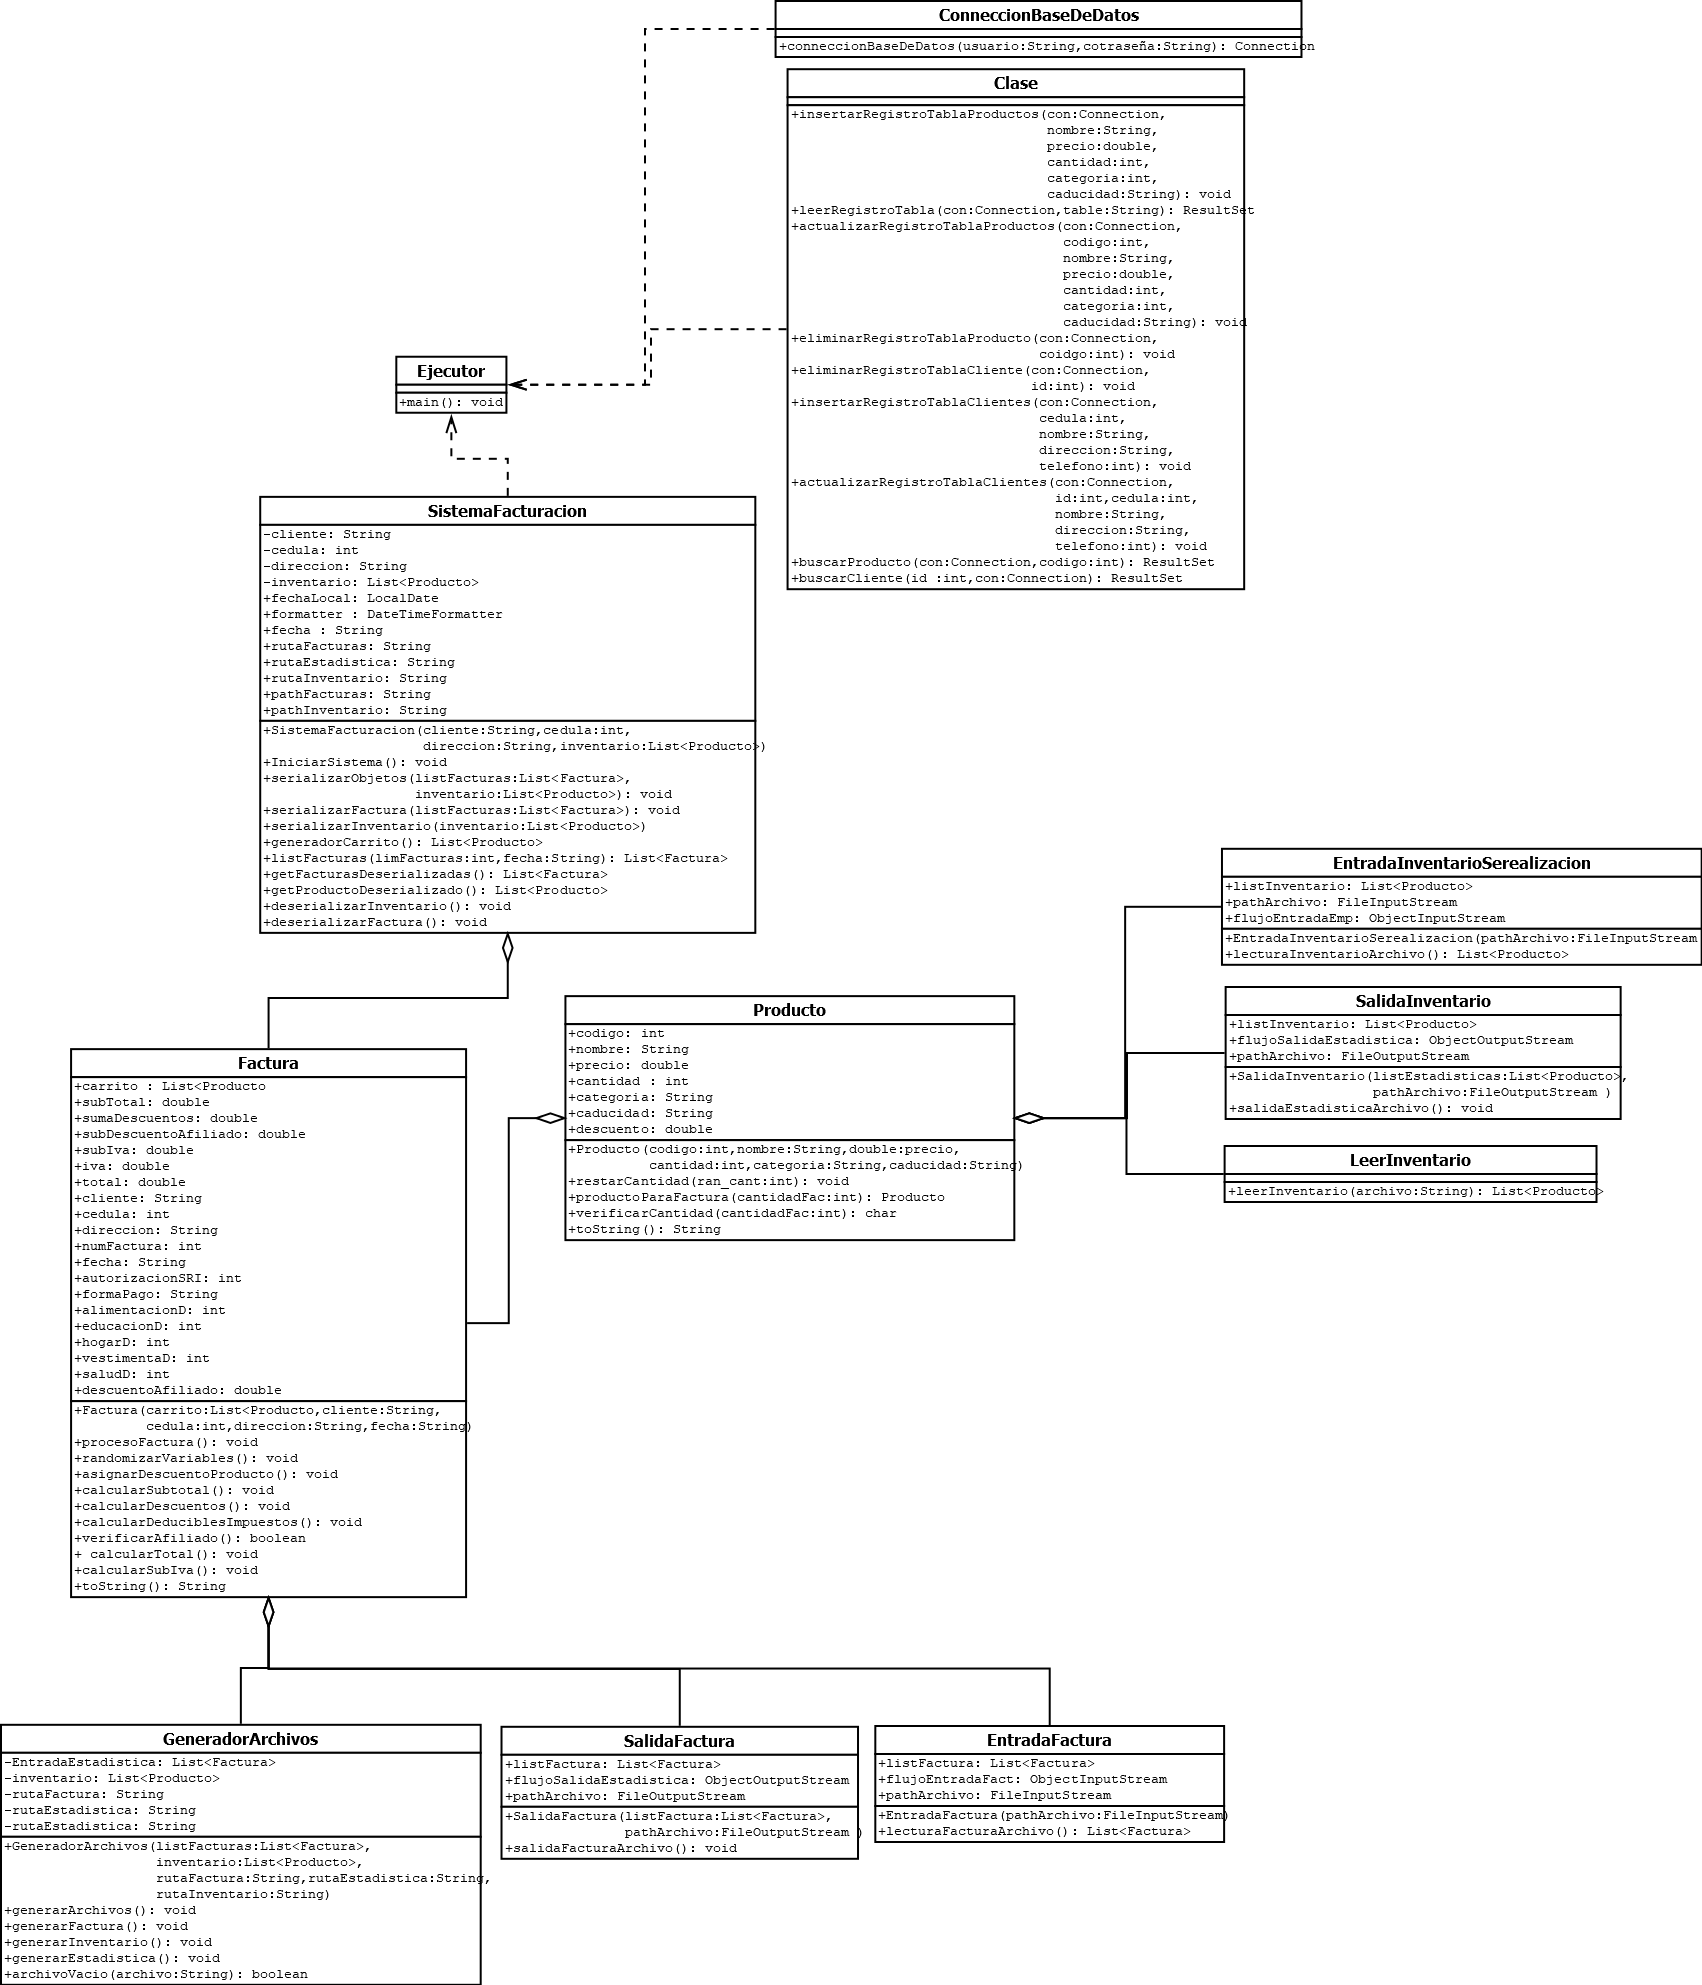 ConneccionBaseDeDatos
+conneccionBaseDeDatos(usuario:String,cotraseña:String): Connection
Clase
+insertarRegistroTablaProductos(con:Connection,
nombre:String,
precio:double,
cantidad:int,
categoria:int,
caducidad:String): void
+leerRegistroTabla(con:Connection,table:String): ResultSet
+actualizarRegistroTablaProductos(con:Connection,
codigo:int,
nombre:String,
precio:double,
cantidad:int,
categoria:int,
caducidad:String): void
+eliminarRegistroTablaProducto(con:Connection,
coidgo:int): void
+eliminarRegistroTablaCliente(con:Connection,
id:int): void
+insertarRegistroTablaClientes(con:Connection,
cedula:int,
nombre:String,
direccion:String,
telefono:int): void
+actualizarRegistroTablaClientes(con:Connection,
id:int,cedula:int,
nombre:String,
direccion:String,
telefono:int): void
+buscarProducto(con:Connection,codigo:int): ResultSet
+buscarCliente(id :int,con:Connection): ResultSet
Ejecutor
+main(): void
SistemaFacturacion
-cliente: String
-cedula: int
-direccion: String
-inventario: List<Producto>
+fechaLocal: LocalDate
+formatter : DateTimeFormatter
+fecha : String
+rutaFacturas: String
+rutaEstadistica: String
+rutaInventario: String
+pathFacturas: String
+pathInventario: String
+SistemaFacturacion(cliente:String,cedula:int,
direccion:String,inventario:List<Producto>)
+IniciarSistema(): void
+serializarObjetos(listFacturas:List<Factura>,
inventario:List<Producto>): void
+serializarFactura(listFacturas:List<Factura>): void
+serializarInventario(inventario:List<Producto>)
+generadorCarrito(): List<Producto>
+listFacturas(limFacturas:int,fecha:String): List<Factura>
+getFacturasDeserializadas(): List<Factura>
+getProductoDeserializado(): List<Producto>
+deserializarInventario(): void
+deserializarFactura(): void
EntradaInventarioSerealizacion
+listInventario: List<Producto>
+pathArchivo: FileInputStream
+flujoEntradaEmp: ObjectInputStream
+EntradaInventarioSerealizacion(pathArchivo:FileInputStream
+lecturaInventarioArchivo(): List<Producto>
SalidaInventario
+listInventario: List<Producto>
+flujoSalidaEstadistica: ObjectOutputStream
+pathArchivo: FileOutputStream
+SalidaInventario(listEstadisticas:List<Producto>,
pathArchivo:FileOutputStream )
+salidaEstadisticaArchivo(): void
LeerInventario
+leerInventario(archivo:String): List<Producto>
Producto
+codigo: int
+nombre: String
+precio: double
+cantidad : int
+categoria: String
+caducidad: String
+descuento: double
+Producto(codigo:int,nombre:String,double:precio,
cantidad:int,categoria:String,caducidad:String)
+restarCantidad(ran_cant:int): void
+productoParaFactura(cantidadFac:int): Producto
+verificarCantidad(cantidadFac:int): char
+toString(): String
Factura
+carrito : List<Producto
+subTotal: double
+sumaDescuentos: double
+subDescuentoAfiliado: double
+subIva: double
+iva: double
+total: double
+cliente: String
+cedula: int
+direccion: String
+numFactura: int
+fecha: String
+autorizacionSRI: int
+formaPago: String
+alimentacionD: int
+educacionD: int
+hogarD: int
+vestimentaD: int
+saludD: int
+descuentoAfiliado: double
+Factura(carrito:List<Producto,cliente:String,
cedula:int,direccion:String,fecha:String)
+procesoFactura(): void
+randomizarVariables(): void
+asignarDescuentoProducto(): void
+calcularSubtotal(): void
+calcularDescuentos(): void
+calcularDeduciblesImpuestos(): void
+verificarAfiliado(): boolean
+ calcularTotal(): void
+calcularSubIva(): void
+toString(): String
GeneradorArchivos
-EntradaEstadistica: List<Factura>
-inventario: List<Producto>
-rutaFactura: String
-rutaEstadistica: String
-rutaEstadistica: String
+GeneradorArchivos(listFacturas:List<Factura>,
inventario:List<Producto>,
rutaFactura:String,rutaEstadistica:String,
rutaInventario:String)
+generarArchivos(): void
+generarFactura(): void
+generarInventario(): void
+generarEstadistica(): void
+archivoVacio(archivo:String): boolean
SalidaFactura
+listFactura: List<Factura>
+flujoSalidaEstadistica: ObjectOutputStream
+pathArchivo: FileOutputStream
+SalidaFactura(listFactura:List<Factura>,
pathArchivo:FileOutputStream )
+salidaFacturaArchivo(): void
EntradaFactura
+listFactura: List<Factura>
+flujoEntradaFact: ObjectInputStream
+pathArchivo: FileInputStream
+EntradaFactura(pathArchivo:FileInputStream)
+lecturaFacturaArchivo(): List<Factura>